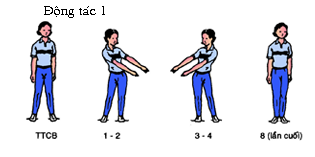 Động tác 1
TTCB 1 - 2 3 - 4 8 (lần cuối)